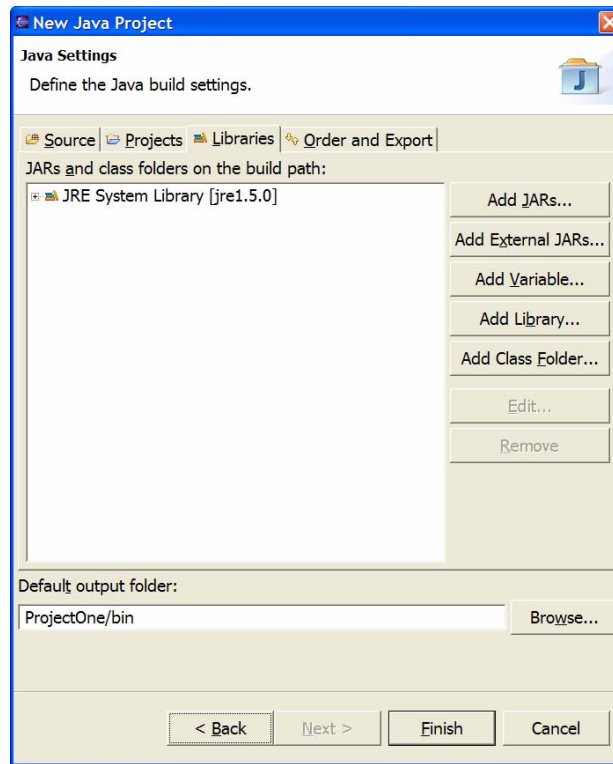 New Java Project
Java Settings
Define the Java build settings.
Source Projects Libraries Order and Export
JARs and class folders on the build path:
JRE System Library [jre1.5.0]
Add JARs...
Add External JARs...
Add Variable...
Add Library...
Add Class Folder...
Edit...
Remove
Default output folder:
ProjectOne/bin
Browse...
< Back Next > Finish Cancel